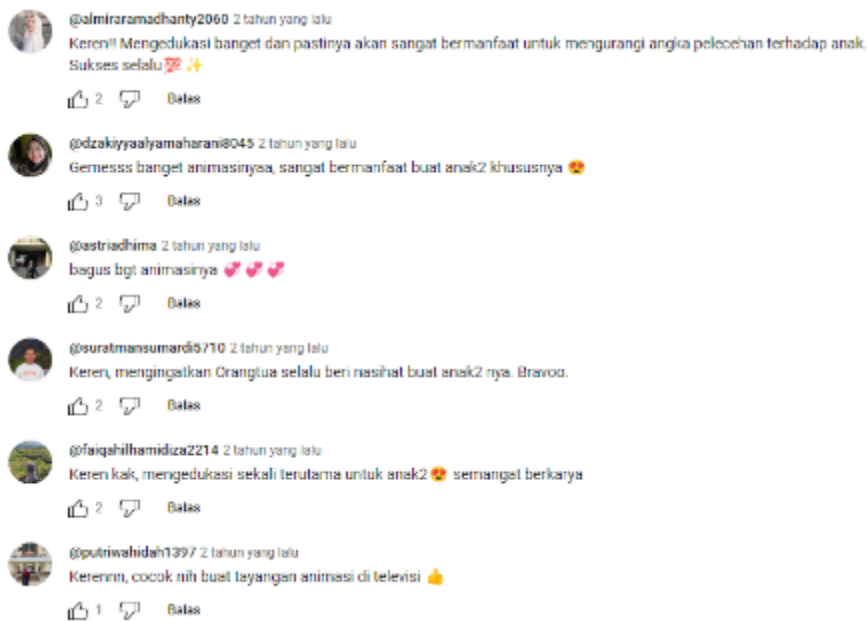 @almiraramadhanty2060 2 tahun yang lalu
Keren!! Mengedukasi banget dan pastinya akan sangat bermanfaat untuk mengurangi angka pelecehan terhadap anak.
Sukses selalu💯✨
2 Balas
@dzakiyyaalyamaharani8045 2 tahun yang lalu
Gemesss banget animasinyaa, sangat bermanfaat buat anak2 khususnya 😍
3 Balas
@astriadhima 2 tahun yang lalu
bagus bgt animasinya 💞💞💞
2 Balas
@suratmansumardi5710 2 tahun yang lalu
Keren, mengingatkan Orangtua selalu beri nasihat buat anak2 nya. Bravoo.
2 Balas
@faiqahilhamidiza2214 2 tahun yang lalu
Keren kak, mengedukasi sekali terutama untuk anak2😍 semangat berkarya
2 Balas
@putriwahidah1397 2 tahun yang lalu
Kerennn, cocok nih buat tayangan animasi di televisi 👍
1 Balas